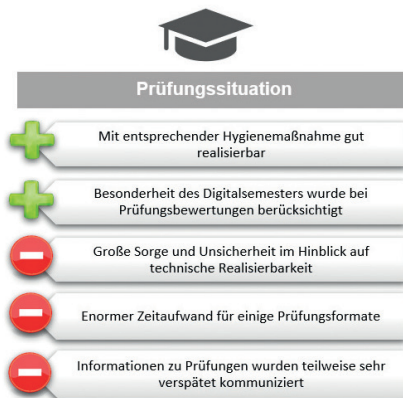 Prüfungssituation
Mit entsprechender Hygienemaßnahme gut
realisierbar
Besonderheit des Digitalsemesters wurde bei
Prüfungsbewertungen berücksichtigt
Große Sorge und Unsicherheit im Hinblick auf
technische Realisierbarkeit
Enormer Zeitaufwand für einige Prüfungsformate
Informationen zu Prüfungen wurden teilweise sehr
verspätet kommuniziert